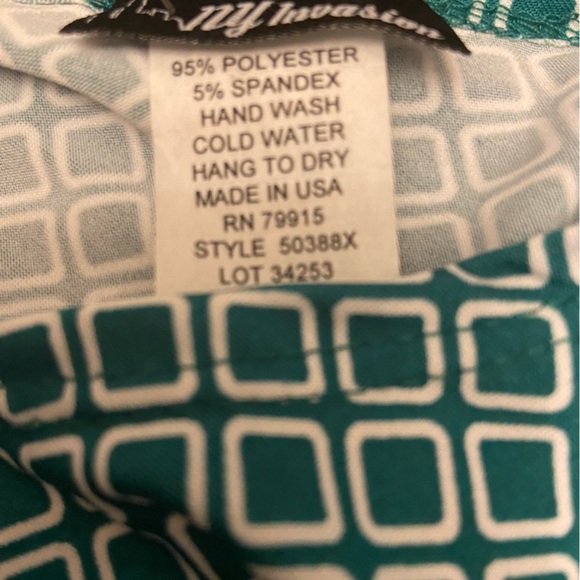 NY Invasion
95% POLYESTER
5% SPANDEX
HAND WASH
COLD WATER
HANG TO DRY
MADE IN USA
RN 79915
STYLE 50388X
LOT 34253